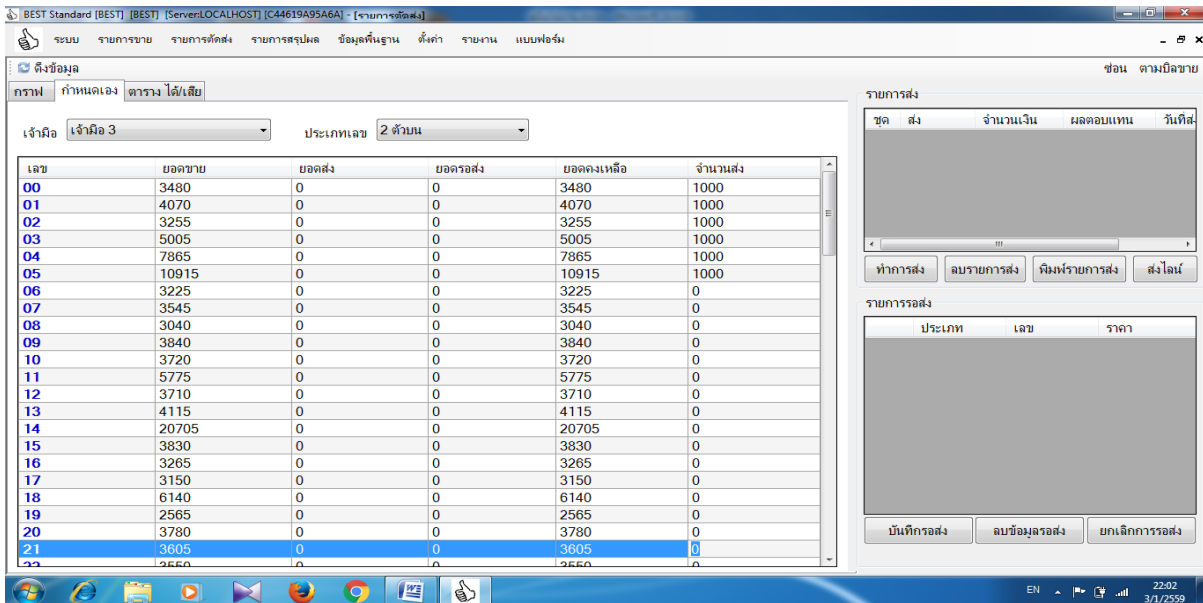 BEST Standard [BEST] [BEST] [Server:LOCALHOST] [C44619A95A6A] - [รายการตัดส่ง]
ระบบ รายการขาย รายการตัดส่ง รายการสรุปผล ข้อมูลพื้นฐาน ตั้งค่า รายงาน แบบฟอร์ม
ดึงข้อมูล ซ่อน ตามบิลขาย
กราฟ กำหนดเอง ตาราง ได้/เสีย
เจ้ามือ เจ้ามือ 3 ประเภทเลข 2 ตัวบน
เลข ยอดขาย ยอดส่ง ยอดรอส่ง ยอดคงเหลือ จำนวนส่ง
00 3480 0 0 3480 1000
01 4070 0 0 4070 1000
02 3255 0 0 3255 1000
03 5005 0 0 5005 1000
04 7865 0 0 7865 1000
05 10915 0 0 10915 1000
06 3225 0 0 3225 0
07 3545 0 0 3545 0
08 3040 0 0 3040 0
09 3840 0 0 3840 0
10 3720 0 0 3720 0
11 5775 0 0 5775 0
12 3710 0 0 3710 0
13 4115 0 0 4115 0
14 20705 0 0 20705 0
15 3830 0 0 3830 0
16 3265 0 0 3265 0
17 3150 0 0 3150 0
18 6140 0 0 6140 0
19 2565 0 0 2565 0
20 3780 0 0 3780 0
21 3605 0 0 3605 0
22 3550 0 0 3550 0
รายการส่ง
ชุด ส่ง จำนวนเงิน ผลตอบแทน วันที่ส่
ทำการส่ง ลบรายการส่ง พิมพ์รายการส่ง ส่งไลน์
รายการรอส่ง
ประเภท เลข ราคา
บันทึกรอส่ง ลบข้อมูลรอส่ง ยกเลิกการรอส่ง
EN 22:02
3/1/2559